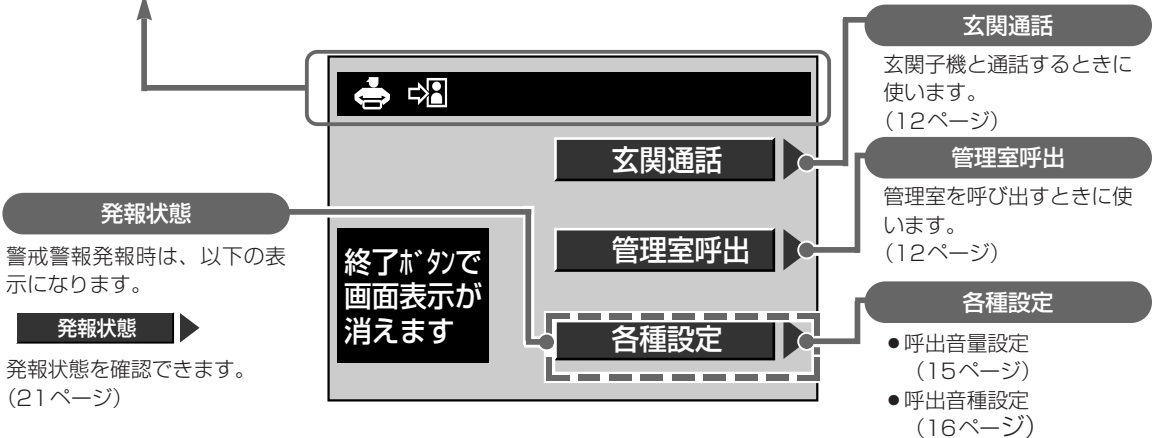 発報状態
警戒警報発報時は、以下の表
示になります。
発報状態
発報状態を確認できます。
(21ページ)
玄関通話
管理室呼出
各種設定
終了ボタンで
画面表示が
消えます
玄関通話
玄関子機と通話するときに
使います。
(12ページ)
管理室呼出
管理室を呼び出すときに使
います。
(12ページ)
各種設定
●呼出音量設定
(15ページ)
●呼出音種設定
(16ページ)